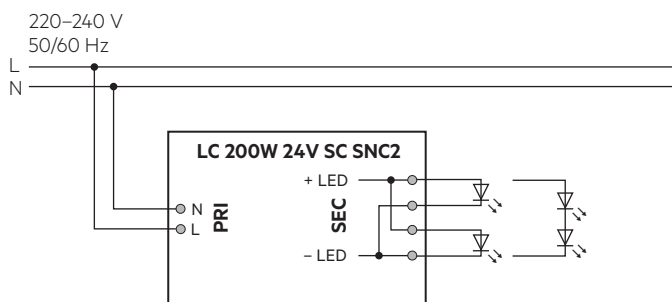 220–240 V
50/60 Hz
L
N
LC 200W 24V SC SNC2
+ LED
N
L
PRI
SEC
– LED